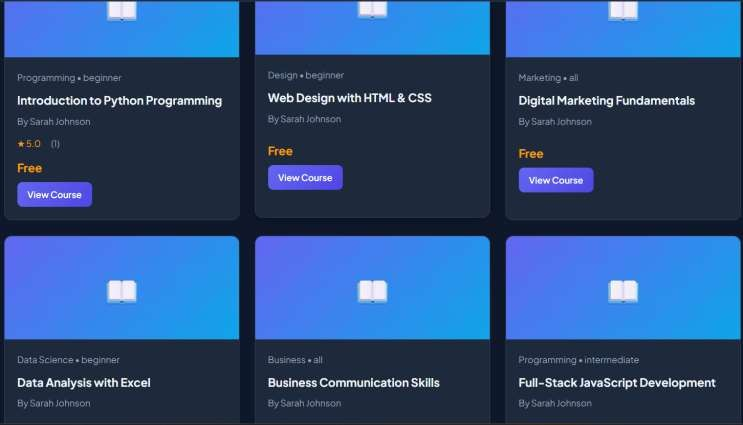 Programming • beginner
Introduction to Python Programming
By Sarah Johnson
★ 5.0 (1)
Free
View Course
Design • beginner
Web Design with HTML & CSS
By Sarah Johnson
Free
View Course
Marketing • all
Digital Marketing Fundamentals
By Sarah Johnson
Free
View Course
Data Science • beginner
Data Analysis with Excel
By Sarah Johnson
Business • all
Business Communication Skills
By Sarah Johnson
Programming • intermediate
Full-Stack JavaScript Development
By Sarah Johnson